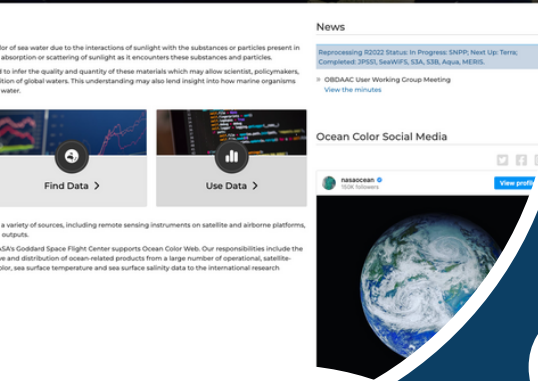 lor of sea water due to the interactions of sunlight with the substances or particles present in
absorption or scattering of sunlight as it encounters these substances and particles.
d to infer the quality and quantity of these materials which may allow scientist, policymakers,
ition of global waters. This understanding may also lend insight into how marine organisms
water.
Find Data
Use Data
a variety of sources, including remote sensing instruments on satellite and airborne platforms,
outputs.
ASA's Goddard Space Flight Center supports Ocean Color Web. Our responsibilities include the
ve and distribution of ocean-related products from a large number of operational, satellite-
olor, sea surface temperature and sea surface salinity data to the international research
News
Reprocessing R2022 Status: In Progress: SNPP; Next Up: Terra;
Completed: JPSS1, SeaWiFS, S3A, S3B, Aqua, MERIS.
OBDAAC User Working Group Meeting
View the minutes
Ocean Color Social Media
nasaocean
150K followers
View profil